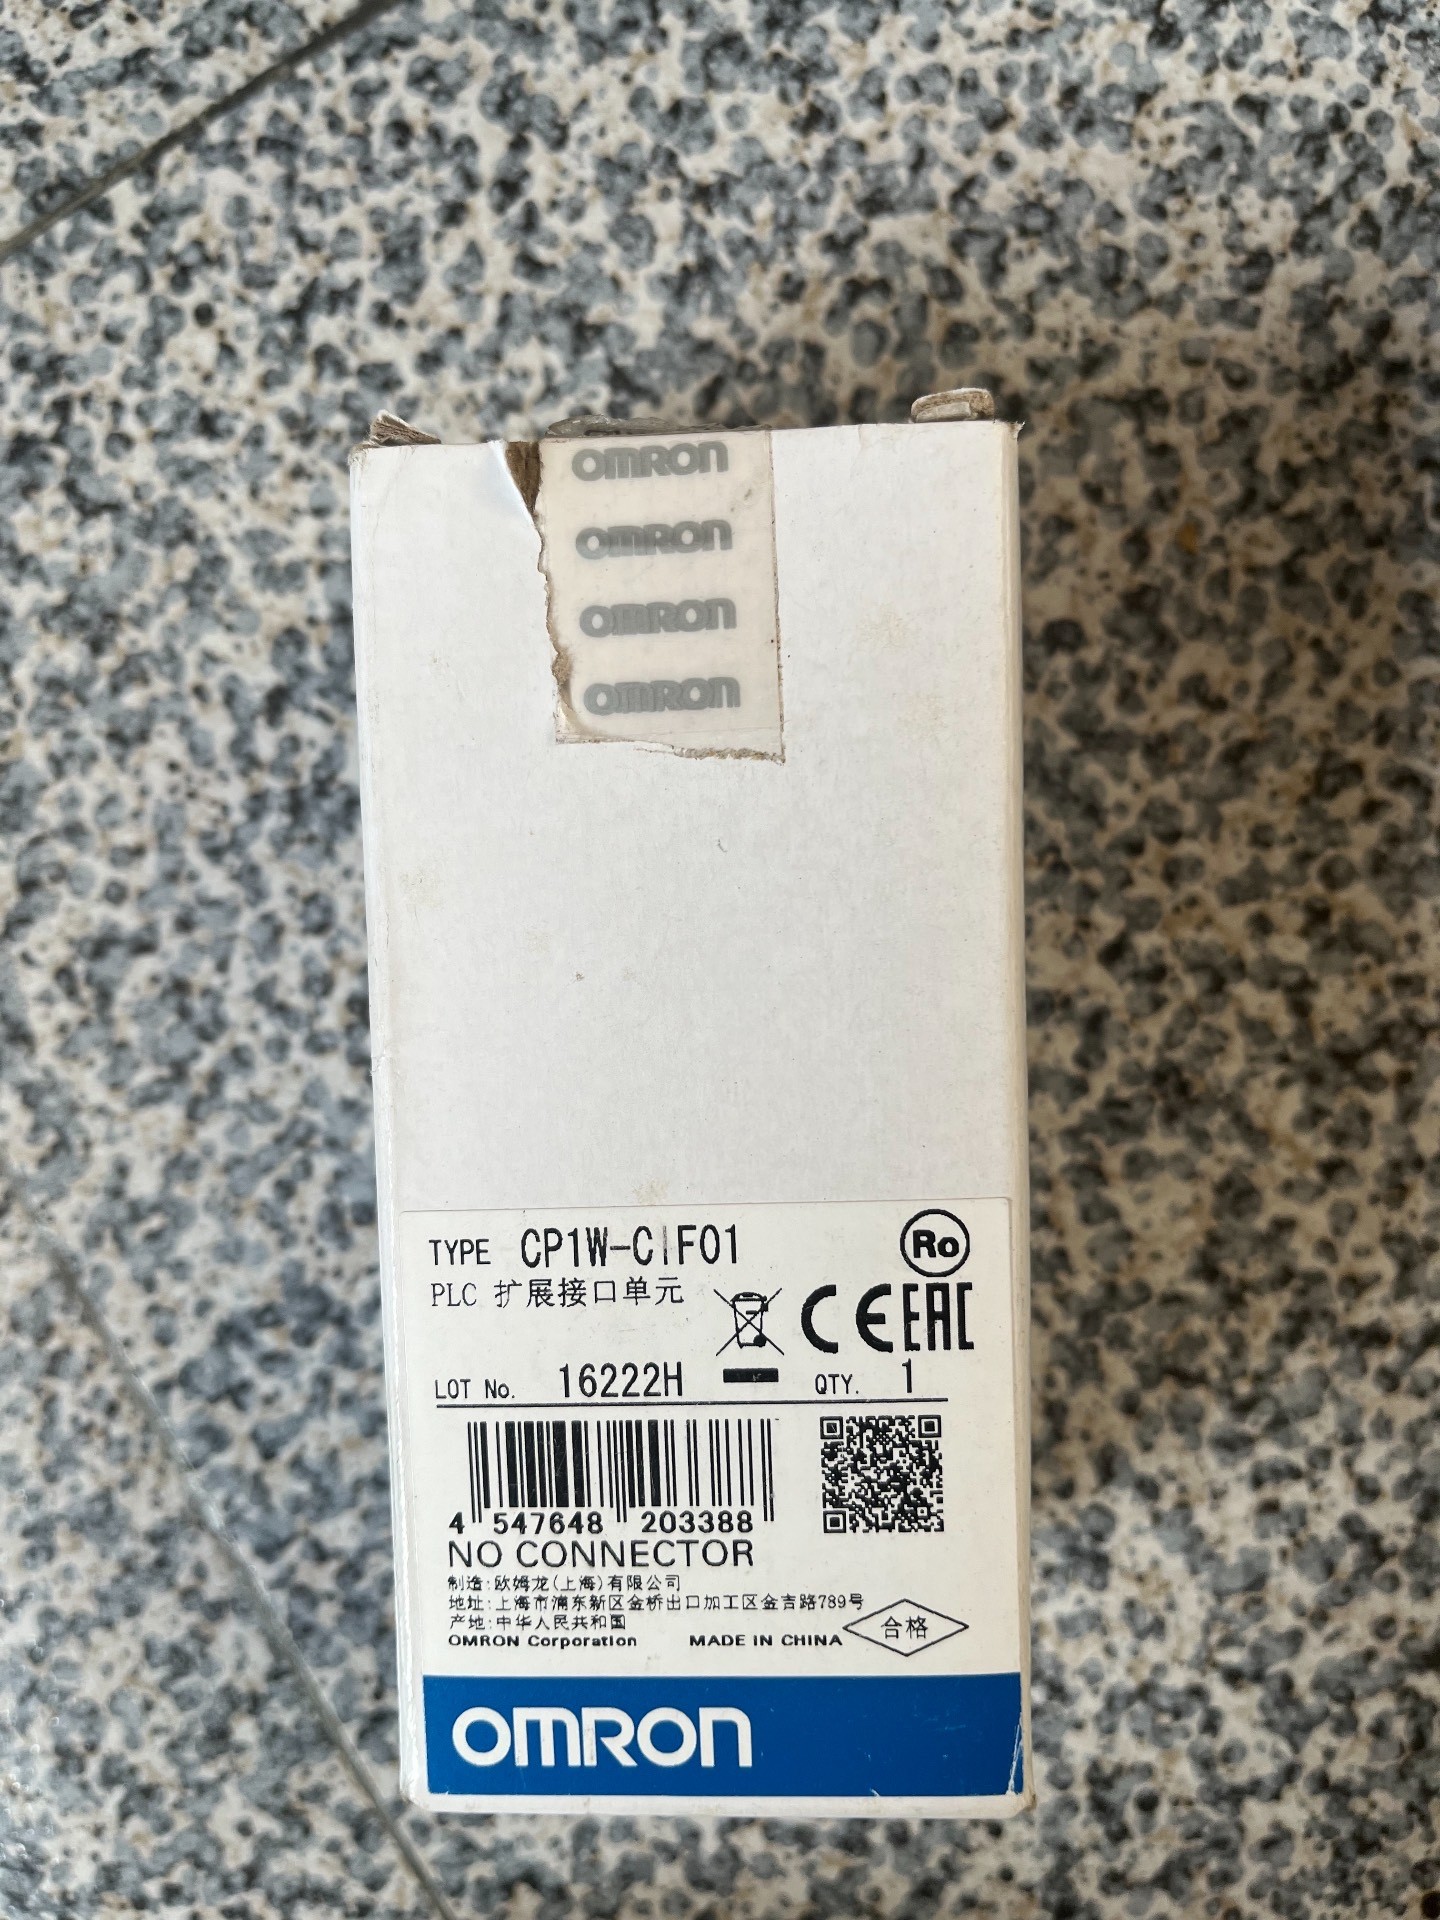 OMRON
OMRON
OMRON
OMRON
TYPE CP1W-CIF01
Ro
PLC 扩展接口单元
CE EAC
LOT No. 16222H QTY. 1
4 547648 203388
NO CONNECTOR
制造:欧姆龙(上海)有限公司
地址:上海市浦东新区金桥出口加工区金吉路789号
产地:中华人民共和国
合格
OMRON Corporation MADE IN CHINA
OMRON